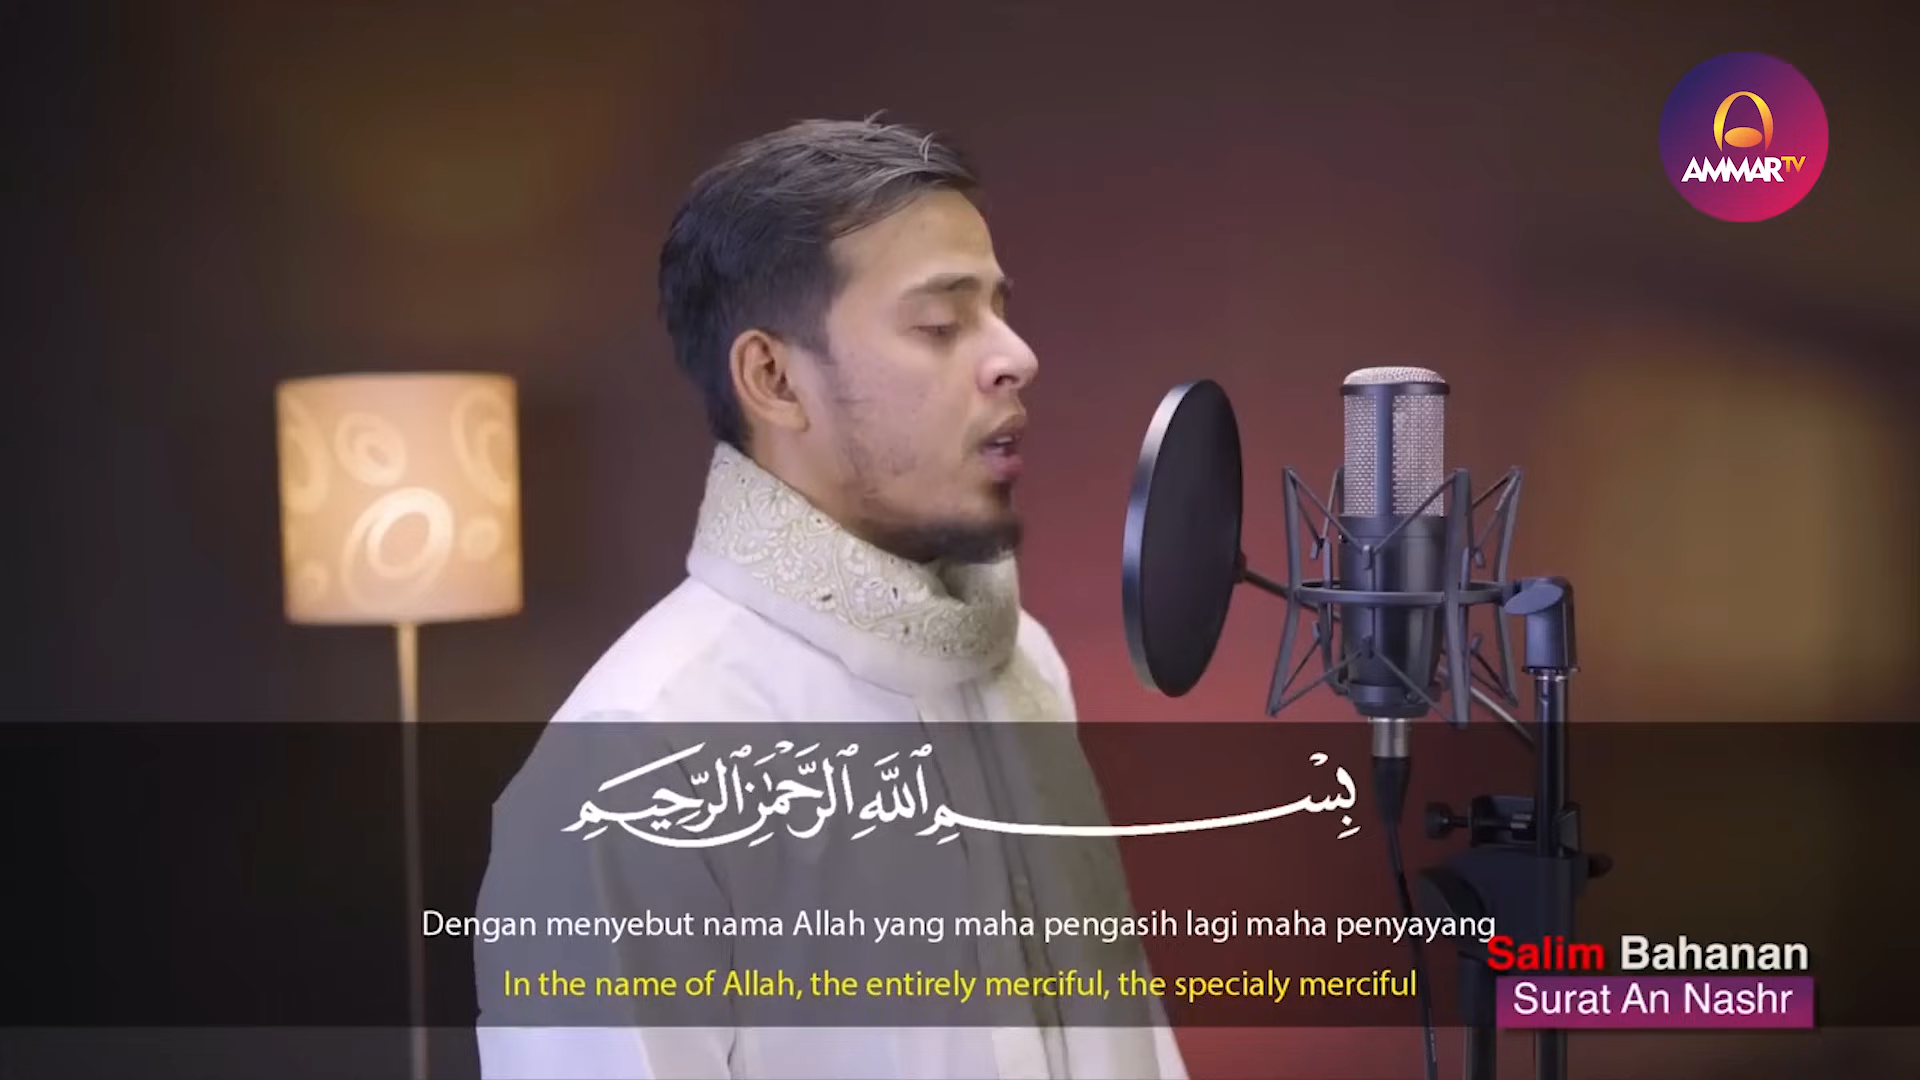 AMMARTV
بِسْمِ ٱللَّهِ ٱلرَّحْمَٰنِ ٱلرَّحِيمِ
Dengan menyebut nama Allah yang maha pengasih lagi maha penyayang
In the name of Allah, the entirely merciful, the specialy merciful
Salim Bahanan
Surat An Nashr